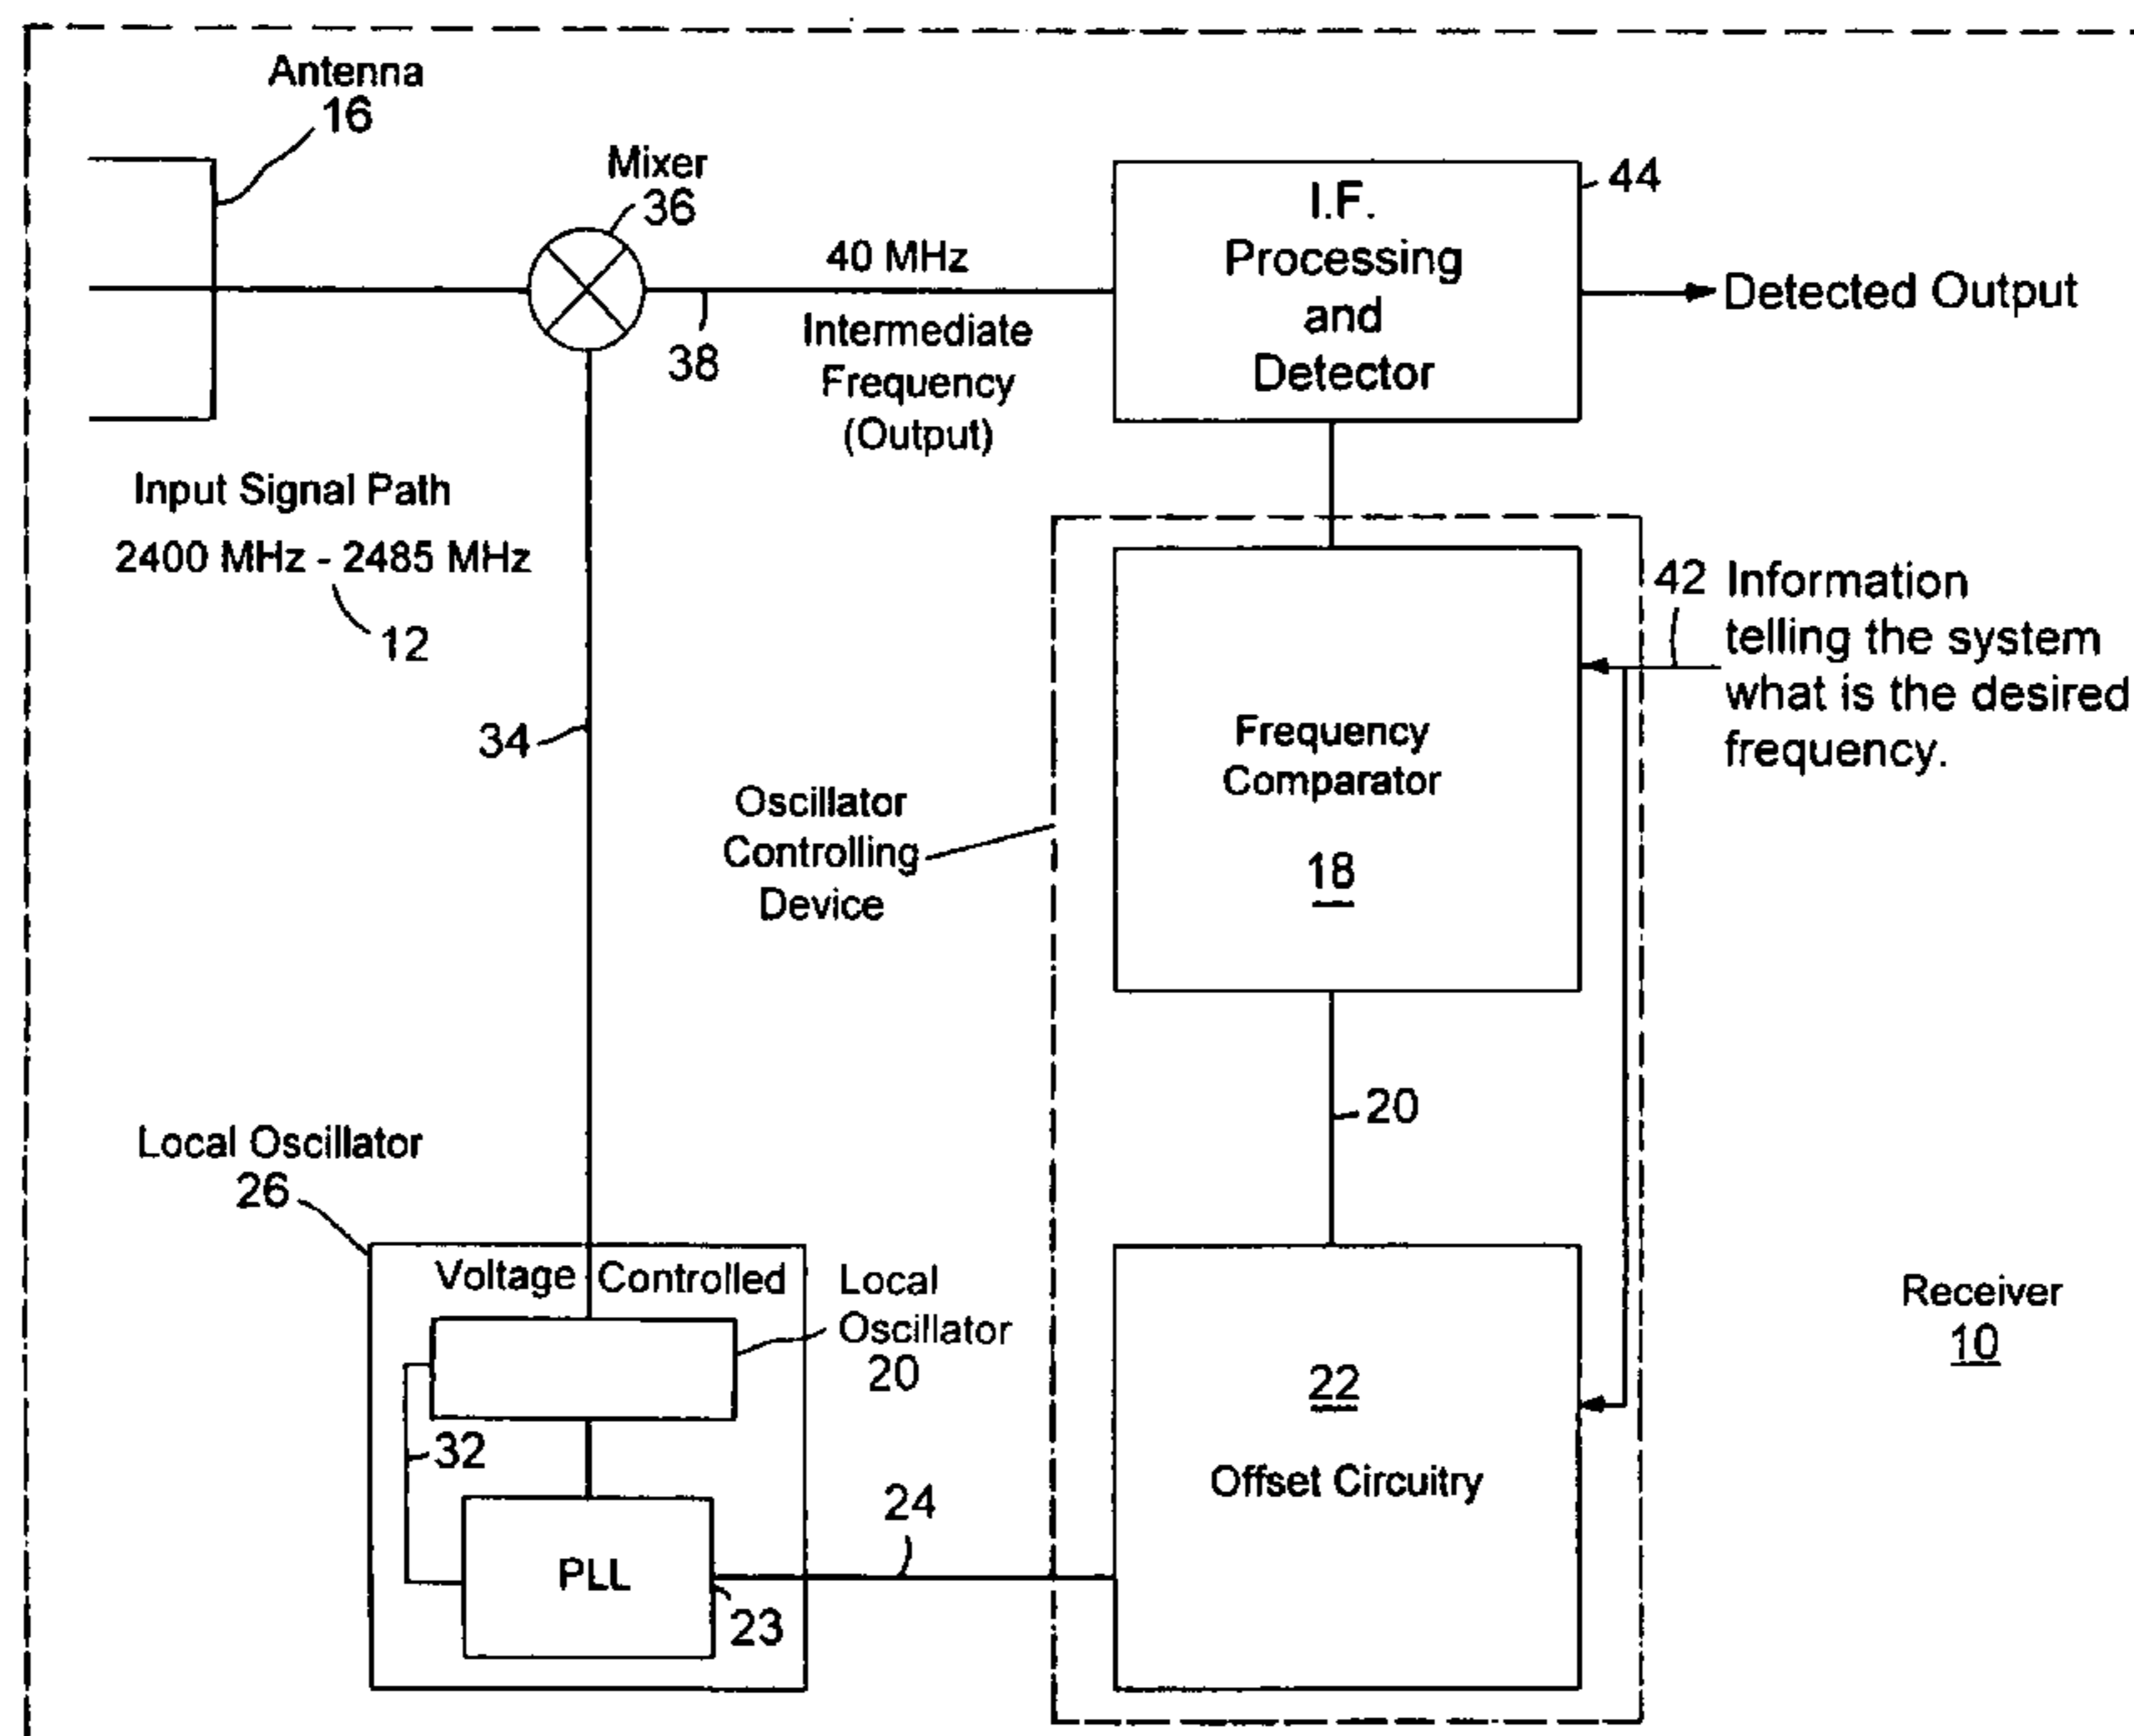 Antenna
16
Mixer
36
40 MHz
38
Intermediate
Frequency
(Output)
I.F.
Processing
and
Detector
44
Detected Output
Input Signal Path
2400 MHz - 2485 MHz
12
34
Oscillator
Controlling
Device
Frequency
Comparator
18
42 Information
telling the system
what is the desired
frequency.
20
Local Oscillator
26
Voltage Controlled
Local
Oscillator
20
32
PLL
23
24
22
Offset Circuitry
Receiver
10